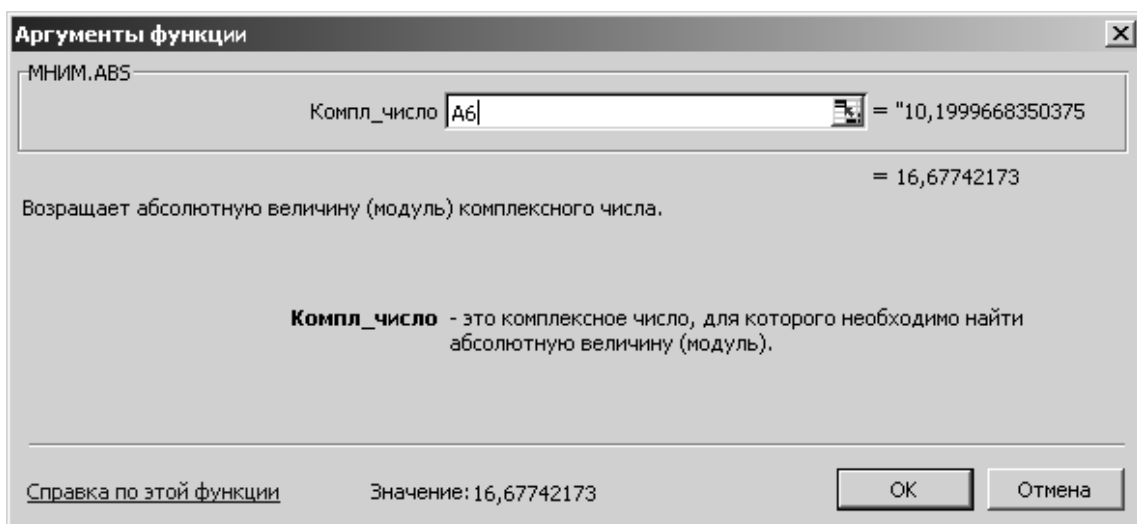 Аргументы функции
МНИМ.ABS
Компл_число A6 = "10,1999668350375
= 16,67742173
Возращает абсолютную величину (модуль) комплексного числа.
Компл_число - это комплексное число, для которого необходимо найти
абсолютную величину (модуль).
Справка по этой функции Значение: 16,67742173 OK Отмена